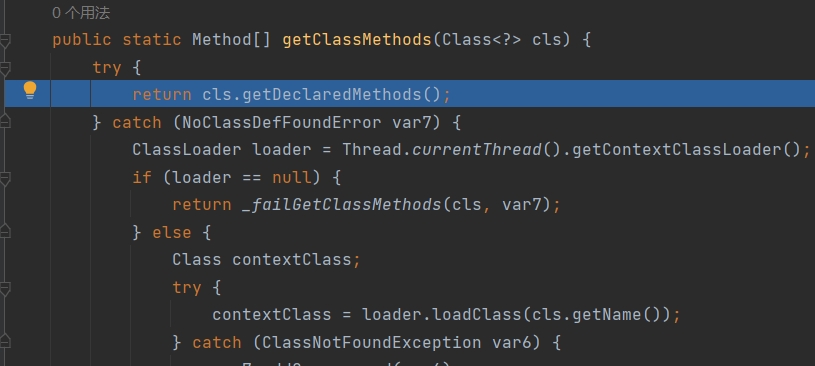 0 个用法
public static Method[] getClassMethods(Class<?> cls) {
try {
return cls.getDeclaredMethods();
} catch (NoClassDefFoundError var7) {
ClassLoader loader = Thread.currentThread().getContextClassLoader();
if (loader == null) {
return _failGetClassMethods(cls, var7);
} else {
Class contextClass;
try {
contextClass = loader.loadClass(cls.getName());
} catch (ClassNotFoundException var6) {